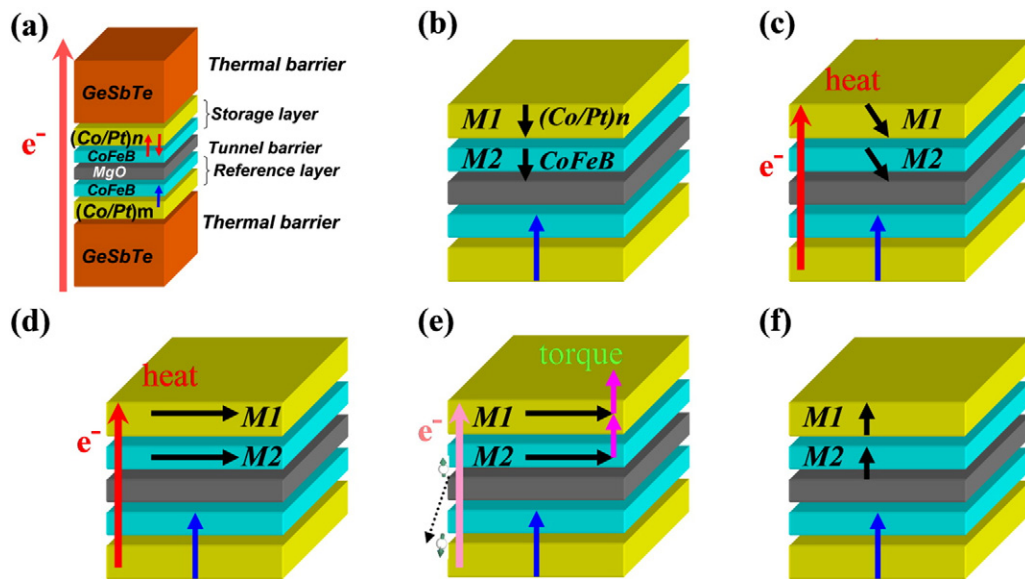 (a)
e⁻
GeSbTe
(Co/Pt)n
CoFeB
MgO
CoFeB
(Co/Pt)m
GeSbTe
Thermal barrier
Storage layer
Tunnel barrier
Reference layer
Thermal barrier
(b)
M1 (Co/Pt)n
M2 CoFeB
(c)
heat
M1
M2
e⁻
(d)
heat
M1
e⁻
M2
(e)
torque
M1
e⁻
M2
(f)
M1
M2